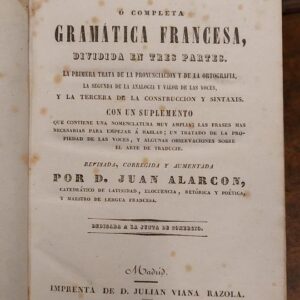 Ó COMPLETA
GRAMÁTICA FRANCESA,
DIVIDIDA EN TRES PARTES.
LA PRIMERA TRATA DE LA PRONUNCIACION Y DE LA ORTOGRAFIA,
LA SEGUNDA DE LA ANALOGIA Y VALOR DE LAS VOCES,
Y LA TERCERA DE LA CONSTRUCCION Y SINTAXIS.
CON UN SUPLEMENTO
QUE CONTIENE UNA NOMENCLATURA MUY AMPLIA; LAS FRASES MAS
NECESARIAS PARA EMPEZAR Á HABLAR; UN TRATADO DE LA PRO-
PIEDAD DE LAS VOCES, Y ALGUNAS OBSERVACIONES SOBRE
EL ARTE DE TRADUCIR.
REVISADA, CORREGIDA Y AUMENTADA
POR D. JUAN ALARCON,
CATEDRÁTICO DE LATINIDAD, ELOCUENCIA, RETÓRICA Y POÉTICA,
Y MAESTRO DE LENGUA FRANCESA.
DEDICADA A LA JUNTA DE COMERCIO.
Madrid.
IMPRENTA DE D. JULIAN VIANA RAZOLA.